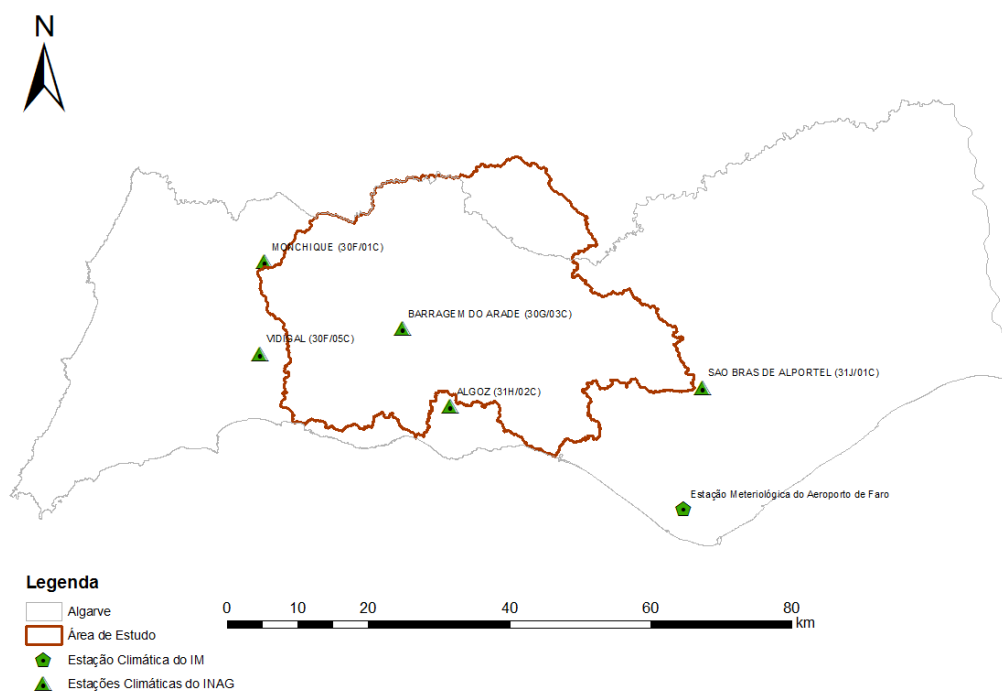 N
MONCHIQUE (30F/01C)
BARRAGEM DO ARADE (30G/03C)
VIDIGAL (30F/05C)
SAO BRAS DE ALPORTEL (31J/01C)
ALGOZ (31H/02C)
Estação Meteriológica do Aeroporto de Faro
Legenda
Algarve
Área de Estudo
Estação Climática do IM
Estações Climáticas do INAG
0 10 20 40 60 80
km